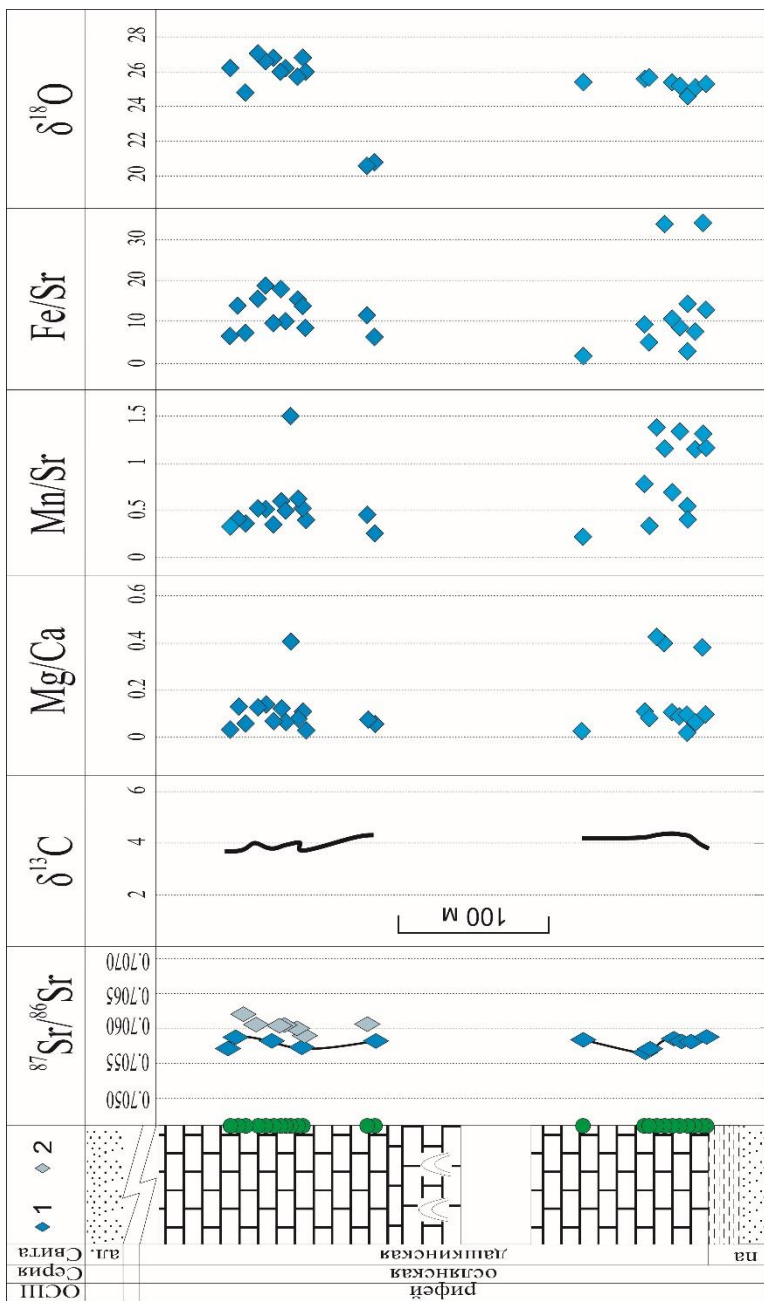 ОСШ
Серия
Свита
1
2
⁸⁷Sr/⁸⁶Sr
δ¹³C
Mg/Ca
Mn/Sr
Fe/Sr
δ¹⁸O
0.7050 0.7055 0.7060 0.7065 0.7070
2 4 6
0 0.2 0.4 0.6
0 0.5 1 1.5
0 10 20 30
20 22 24 26 28
рифей
ослянская
ал.
дашкинская
па
100 м